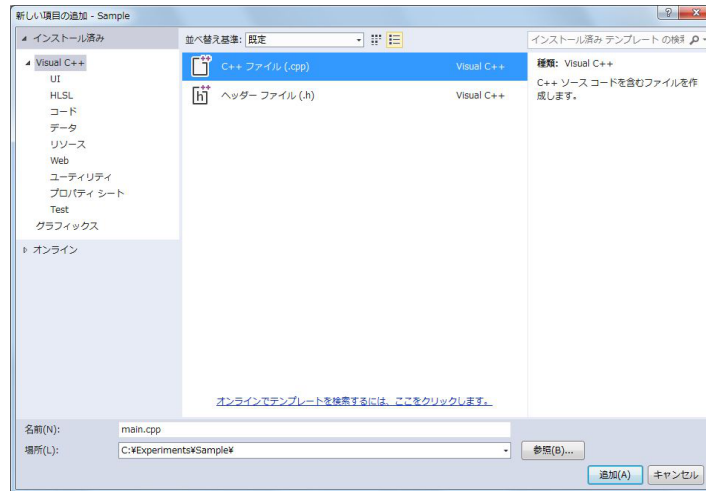 新しい項目の追加 - Sample
インストール済み
並べ替え基準: 既定
インストール済み テンプレート の検
Visual C++
UI
HLSL
コード
データ
リソース
Web
ユーティリティ
プロパティ シート
Test
グラフィックス
オンライン
C++ ファイル (.cpp) Visual C++
ヘッダー ファイル (.h) Visual C++
種類: Visual C++
C++ ソース コードを含むファイルを作
成します。
オンラインでテンプレートを検索するには、ここをクリックします。
名前(N): main.cpp
場所(L): C:¥Experiments¥Sample¥
参照(B)...
追加(A) キャンセル